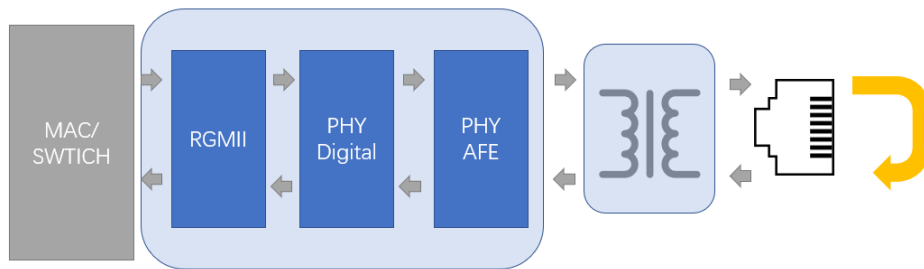 MAC/
SWTICH
RGMII
PHY
Digital
PHY
AFE